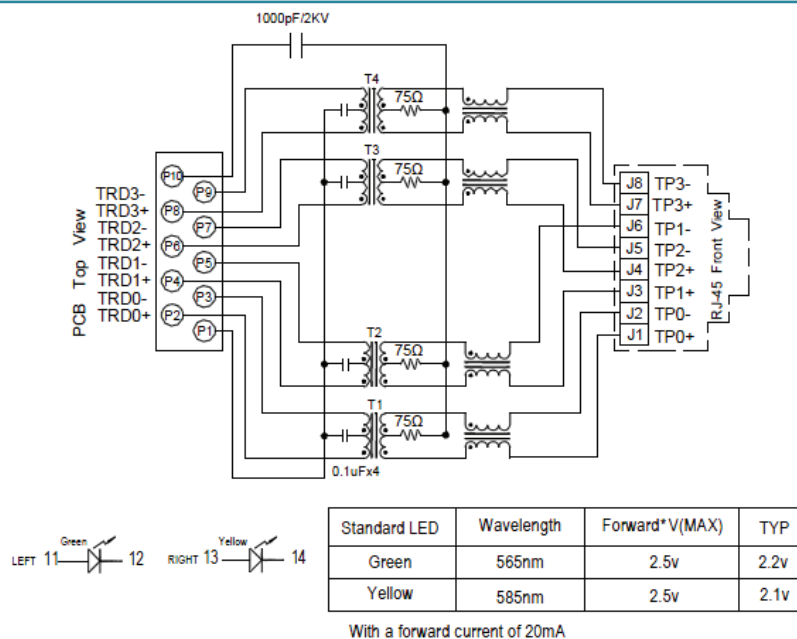 1000pF/2KV
T4
75Ω
T3
75Ω
P10
P9
TRD3-
TRD3+
P8
TRD2-
P7
TRD2+
P6
TRD1-
P5
TRD1+
P4
TRD0-
P3
TRD0+
P2
P1
PCB Top View
J8 TP3-
J7 TP3+
J6 TP1-
J5 TP2-
J4 TP2+
J3 TP1+
J2 TP0-
J1 TP0+
RJ-45 Front View
T2
75Ω
T1
75Ω
0.1uFx4
Green
LEFT 11 12
Yellow
RIGHT 13 14
Standard LED Wavelength Forward*V(MAX) TYP
Green 565nm 2.5v 2.2v
Yellow 585nm 2.5v 2.1v
With a forward current of 20mA